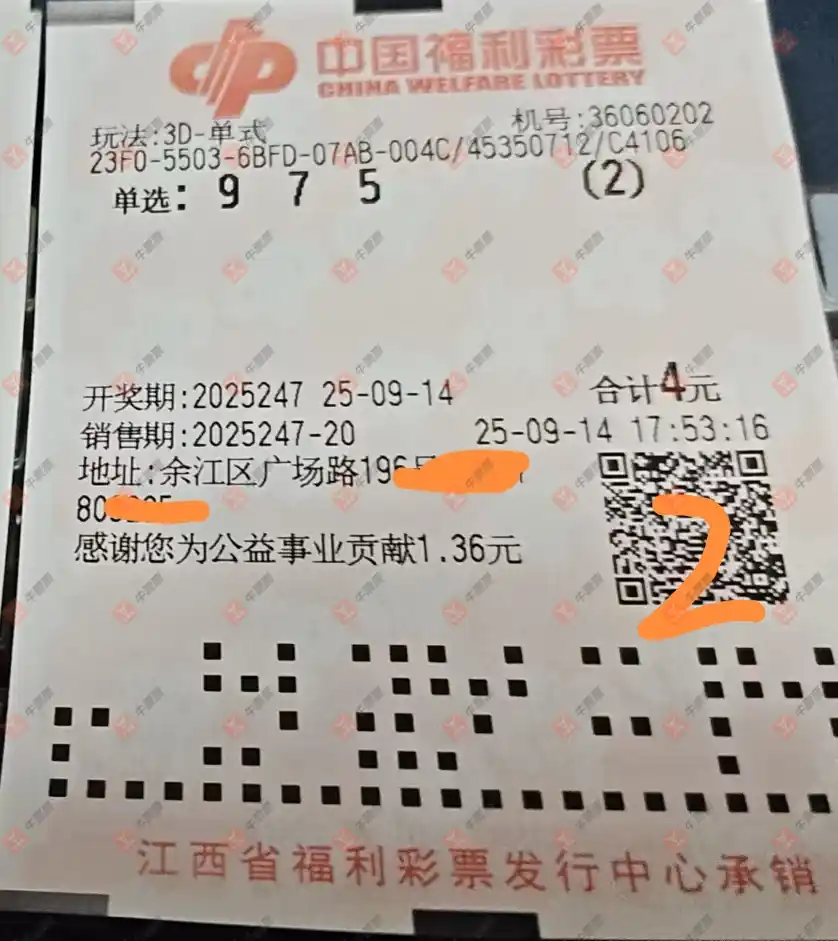 中国福利彩票
CHINA WELFARE LOTTERY
玩法:3D-单式 机号:36060202
23F0-5503-6BFD-07AB-004C/45350712/C4106
单选: 9 7 5 (2)
开奖期:2025247 25-09-14 合计4元
销售期:2025247-20 25-09-14 17:53:16
地址:余江区广场路196
80
感谢您为公益事业贡献1.36元
2
江西省福利彩票发行中心承销